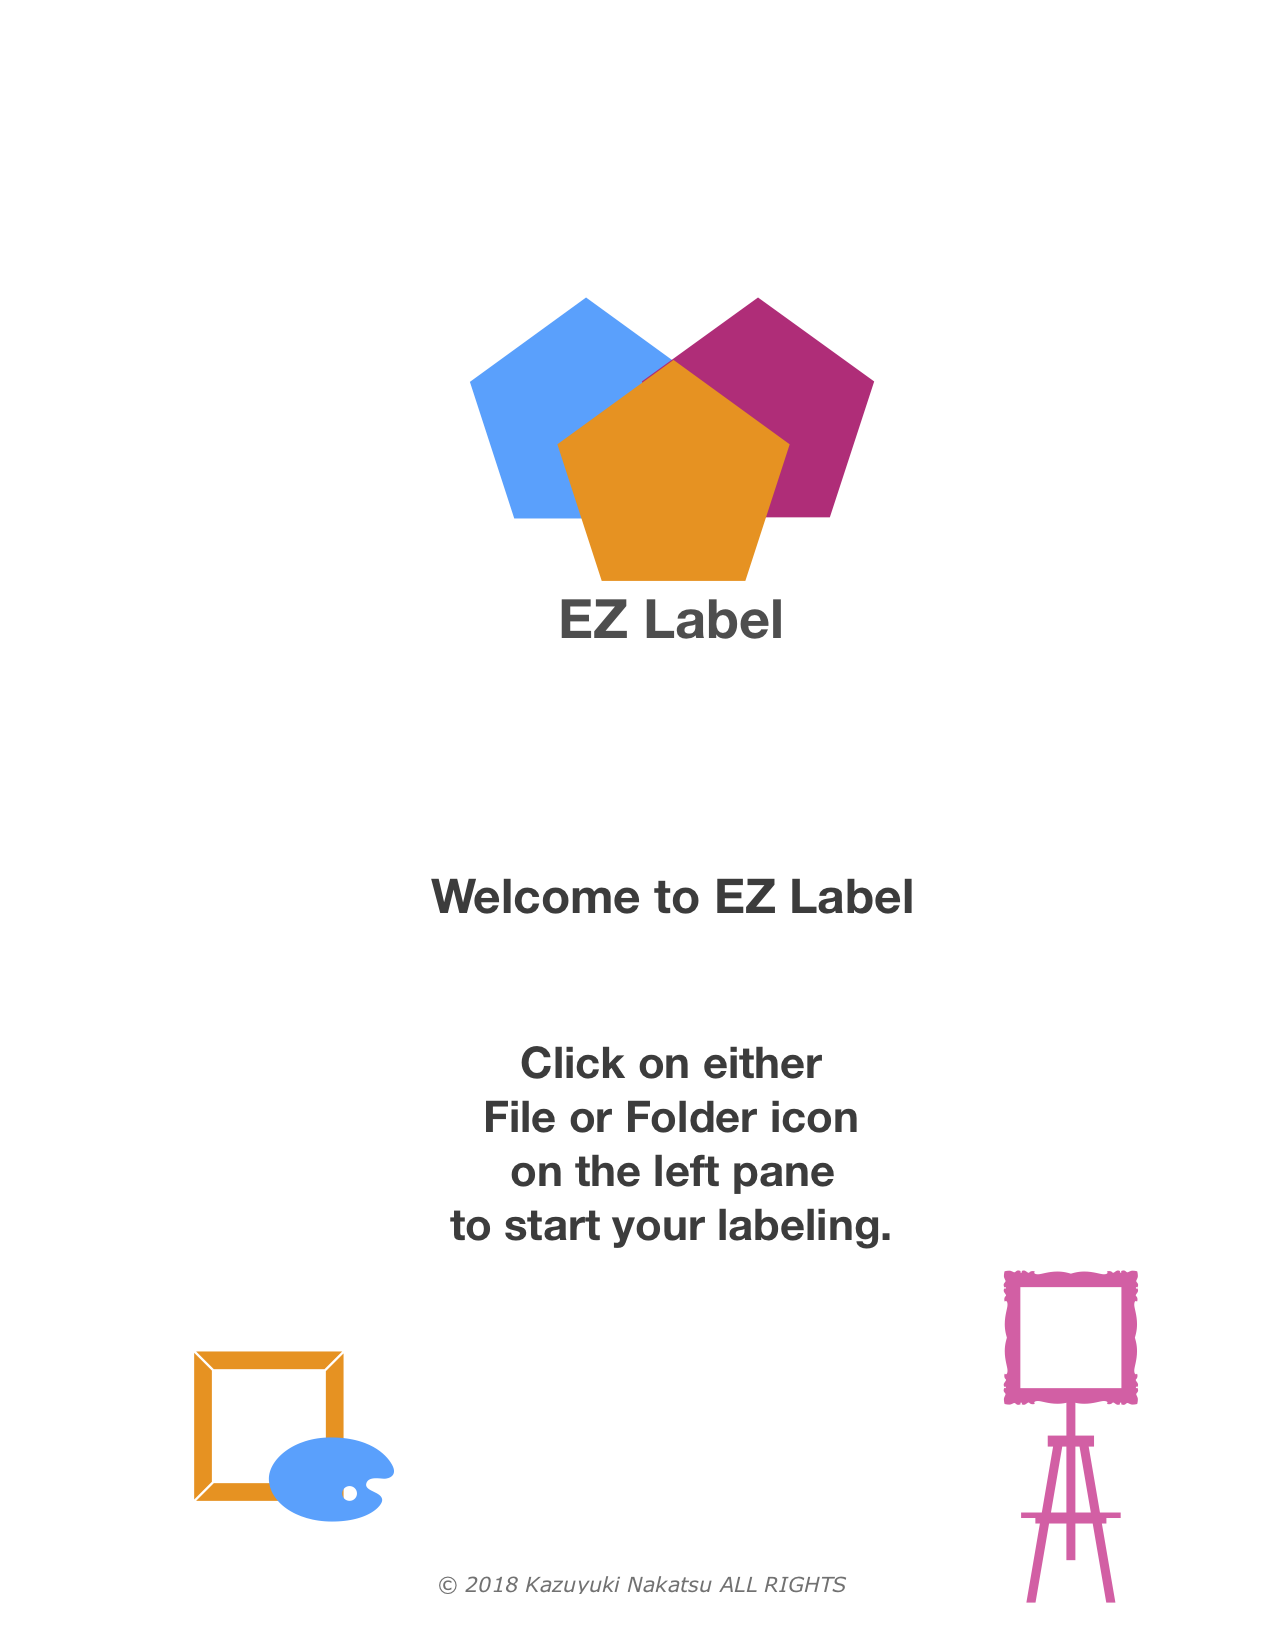 EZ Label
Welcome to EZ Label
Click on either
File or Folder icon
on the left pane
to start your labeling.
© 2018 Kazuyuki Nakatsu ALL RIGHTS